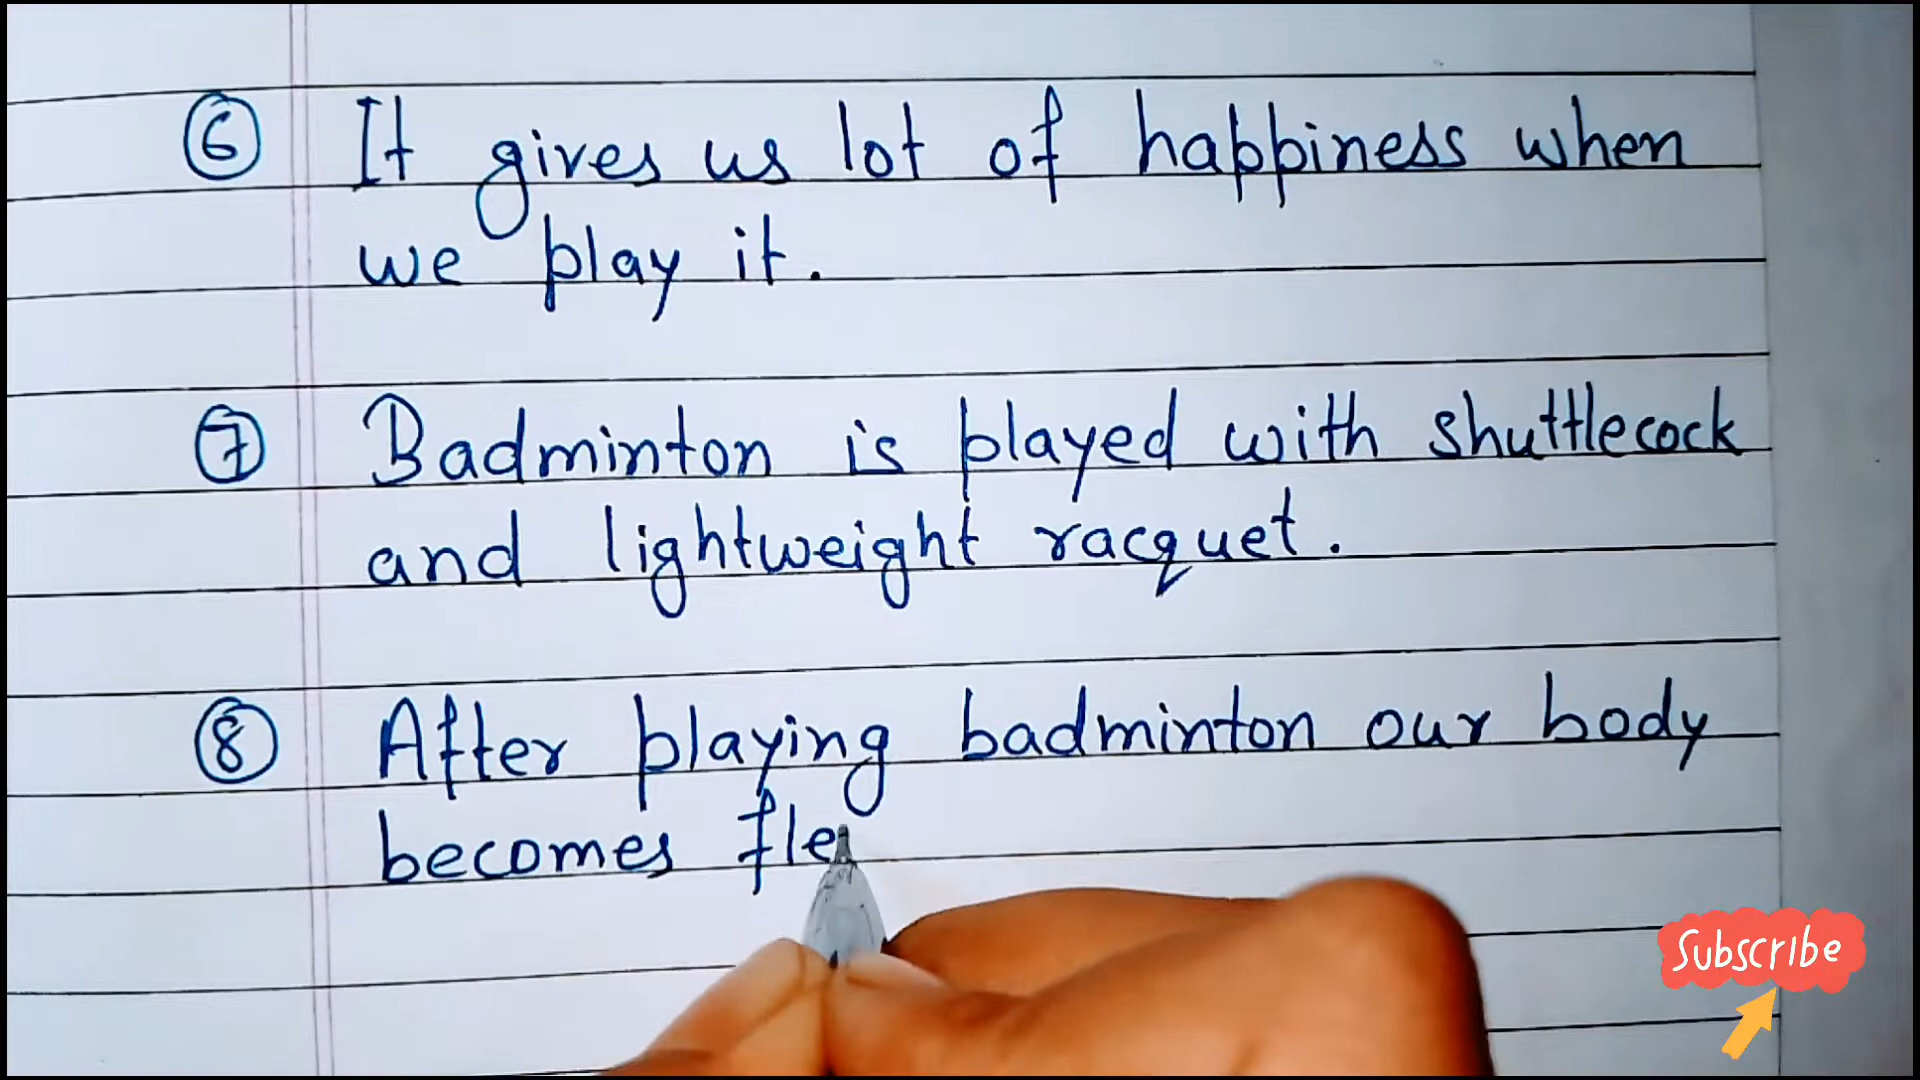 6 It gives us lot of happiness when
we play it.
7 Badminton is played with shuttlecock
and lightweight racquet.
8 After playing badminton our body
becomes fle
Subscribe